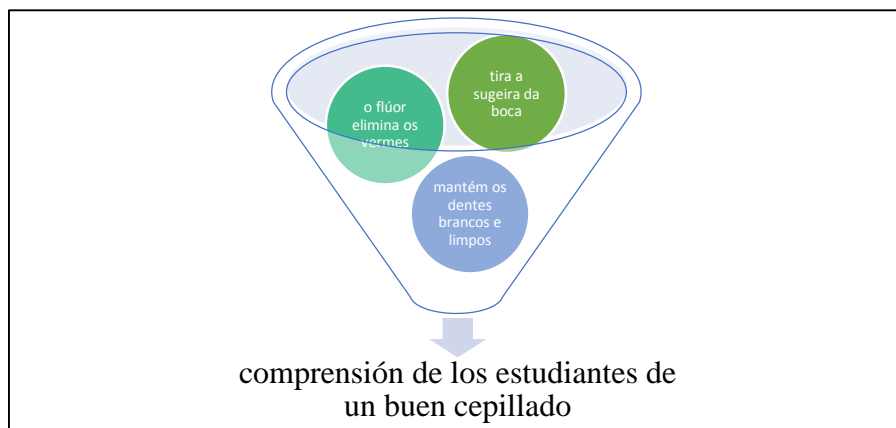 tira a
sugeira da
boca
o flúor
elimina os
vermes
mantém os
dentes
brancos e
limpos
comprensión de los estudiantes de
un buen cepillado